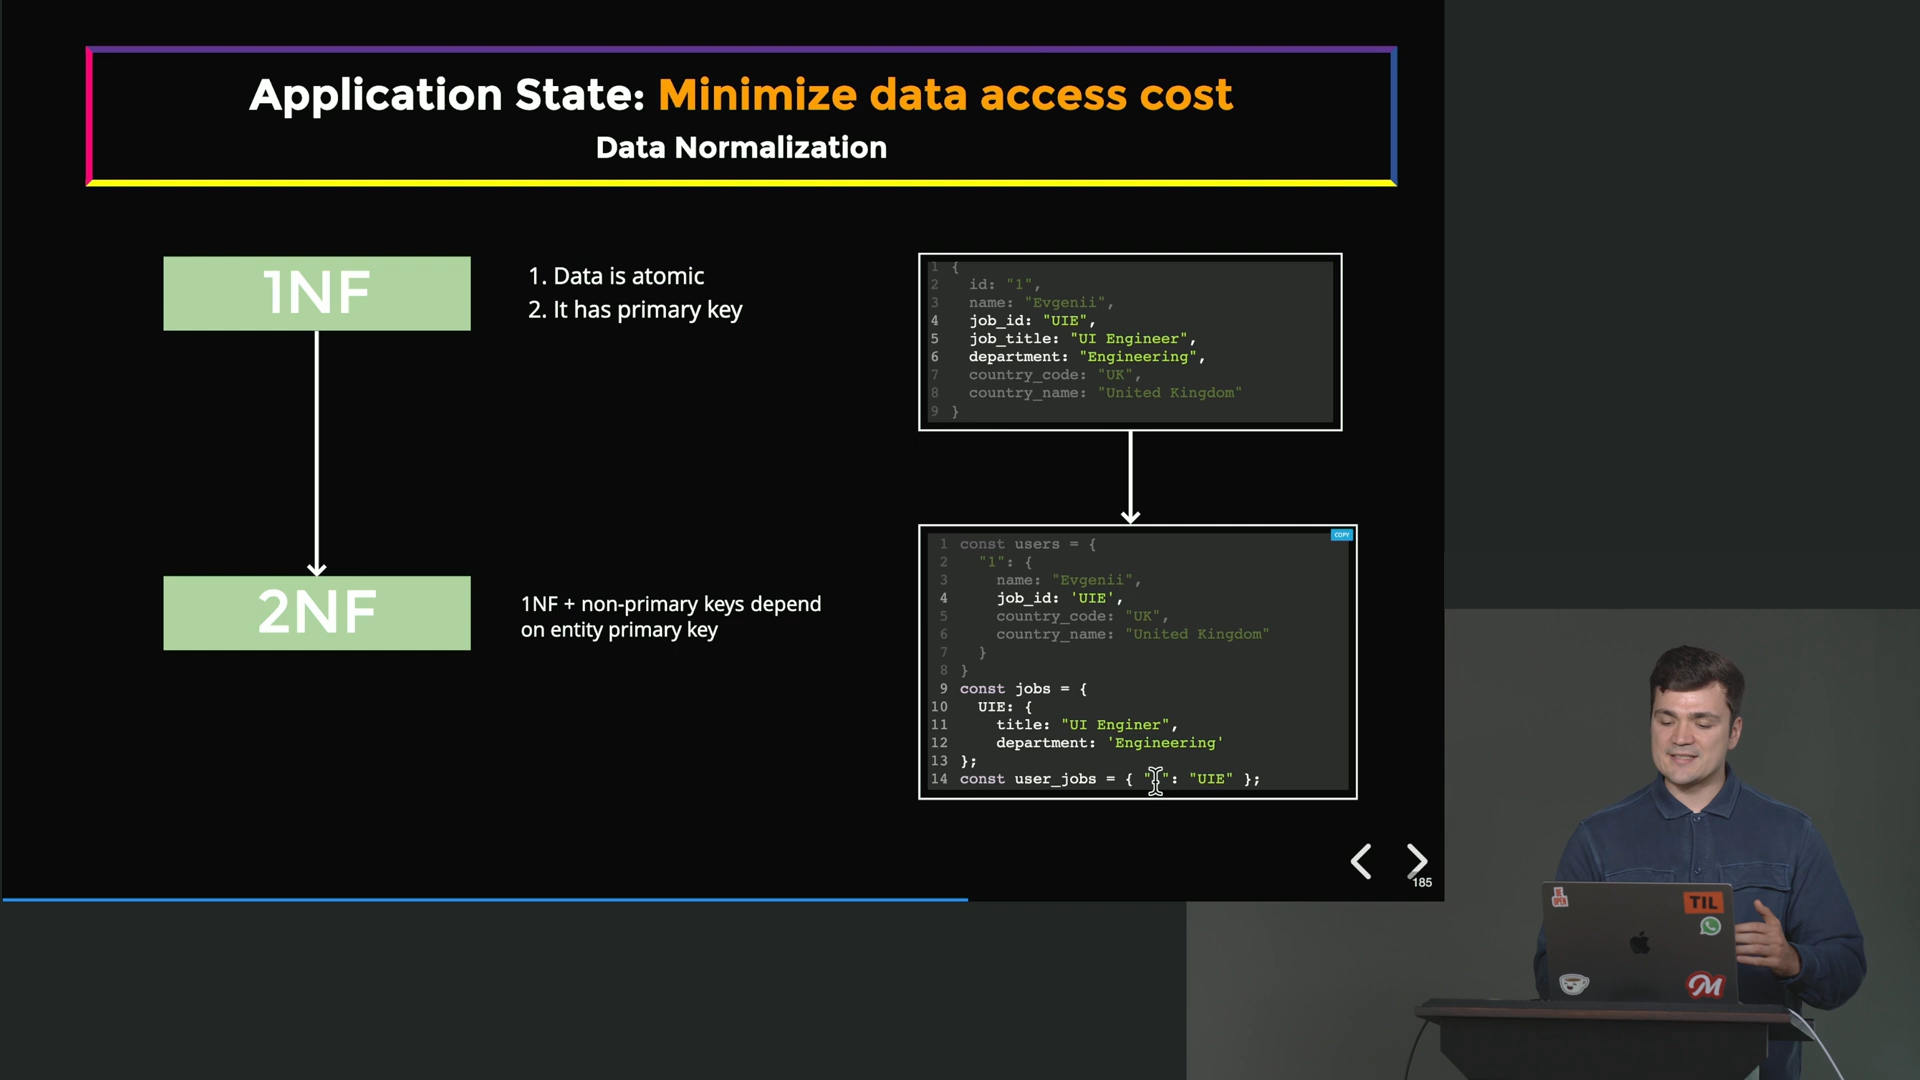 Application State: Minimize data access cost
Data Normalization
1NF
1. Data is atomic
2. It has primary key
1 {
2 id: "1",
3 name: "Evgenii",
4 job_id: "UIE",
5 job_title: "UI Engineer",
6 department: "Engineering",
7 country_code: "UK",
8 country_name: "United Kingdom"
9 }
2NF
1NF + non-primary keys depend
on entity primary key
COPY
1 const users = {
2 "1": {
3 name: "Evgenii",
4 job_id: 'UIE',
5 country_code: "UK",
6 country_name: "United Kingdom"
7 }
8 }
9 const jobs = {
10 UIE: {
11 title: "UI Enginer",
12 department: 'Engineering'
13 };
14 const user_jobs = { " ": "UIE" };
185
TIL
M